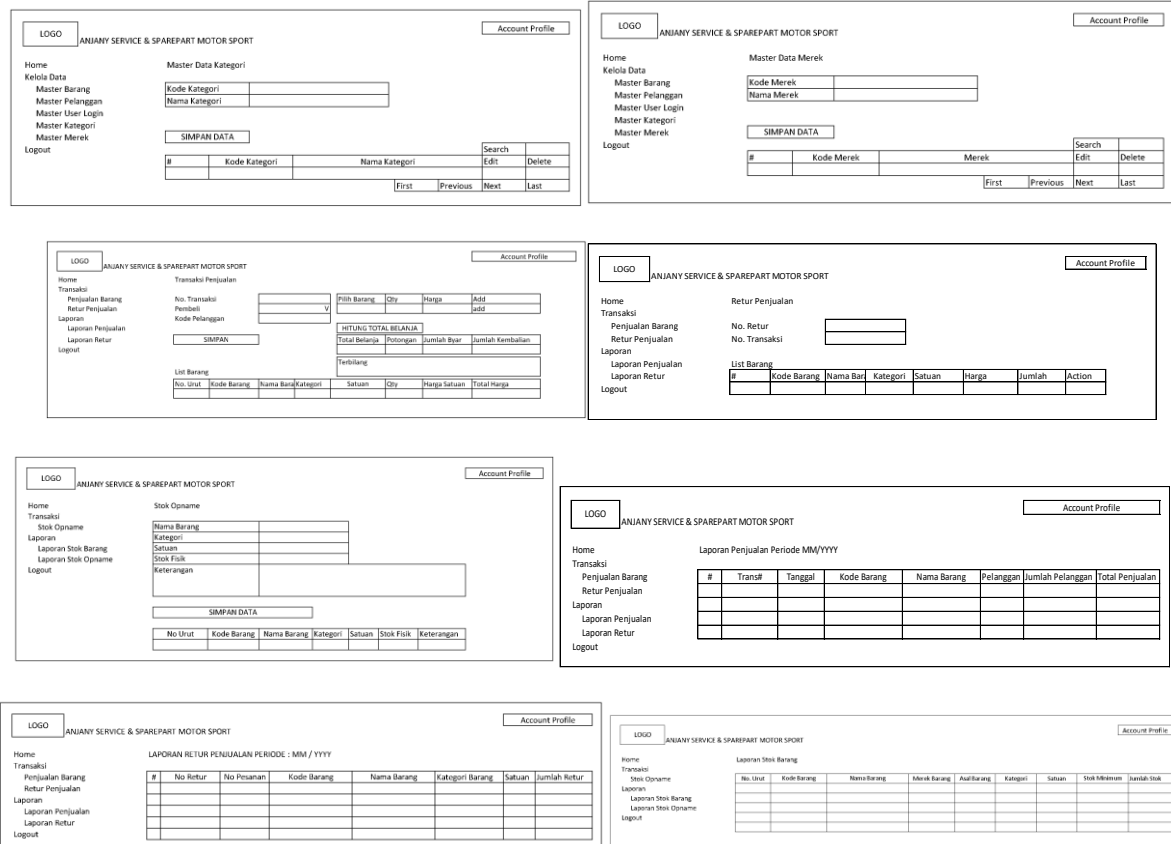 LOGO
ANJANY SERVICE & SPAREPART MOTOR SPORT
Account Profile
Home
Kelola Data
Master Barang
Master Pelanggan
Master User Login
Master Kategori
Master Merek
Logout
Master Data Kategori
Kode Kategori
Nama Kategori
SIMPAN DATA
Search
# Kode Kategori Nama Kategori Edit Delete
First Previous Next Last
LOGO
ANJANY SERVICE & SPAREPART MOTOR SPORT
Account Profile
Home
Kelola Data
Master Barang
Master Pelanggan
Master User Login
Master Kategori
Master Merek
Logout
Master Data Merek
Kode Merek
Nama Merek
SIMPAN DATA
Search
# Kode Merek Merek Edit Delete
First Previous Next Last
LOGO
ANJANY SERVICE & SPAREPART MOTOR SPORT
Account Profile
Home
Transaksi
Penjualan Barang
Retur Penjualan
Laporan
Laporan Penjualan
Laporan Retur
Logout
Transaksi Penjualan
No. Transaksi
Pembeli V
Kode Pelanggan
SIMPAN
Pilih Barang Qty Harga Add
add
HITUNG TOTAL BELANJA
Total Belanja Potongan Jumlah Byar Jumlah Kembalian
Terbilang
List Barang
No. Urut Kode Barang Nama Bara Kategori Satuan Qty Harga Satuan Total Harga
LOGO
ANJANY SERVICE & SPAREPART MOTOR SPORT
Account Profile
Home
Transaksi
Penjualan Barang
Retur Penjualan
Laporan
Laporan Penjualan
Laporan Retur
Logout
Retur Penjualan
No. Retur
No. Transaksi
List Barang
# Kode Barang Nama Bar Kategori Satuan Harga Jumlah Action
LOGO
ANJANY SERVICE & SPAREPART MOTOR SPORT
Account Profile
Home
Transaksi
Stok Opname
Laporan
Laporan Stok Barang
Laporan Stok Opname
Logout
Stok Opname
Nama Barang
Kategori
Satuan
Stok Fisik
Keterangan
SIMPAN DATA
No Urut Kode Barang Nama Barang Kategori Satuan Stok Fisik Keterangan
LOGO
ANJANY SERVICE & SPAREPART MOTOR SPORT
Account Profile
Home
Transaksi
Penjualan Barang
Retur Penjualan
Laporan
Laporan Penjualan
Laporan Retur
Logout
Laporan Penjualan Periode MM/YYYY
# Trans# Tanggal Kode Barang Nama Barang Pelanggan Jumlah Pelanggan Total Penjualan
LOGO
ANJANY SERVICE & SPAREPART MOTOR SPORT
Account Profile
Home
Transaksi
Penjualan Barang
Retur Penjualan
Laporan
Laporan Penjualan
Laporan Retur
Logout
LAPORAN RETUR PENJUALAN PERIODE : MM / YYYY
# No Retur No Pesanan Kode Barang Nama Barang Kategori Barang Satuan Jumlah Retur
LOGO
ANJANY SERVICE & SPAREPART MOTOR SPORT
Account Profile
Home
Transaksi
Stok Opname
Laporan
Laporan Stok Barang
Laporan Stok Opname
Logout
Laporan Stok Barang
No. Urut Kode Barang Nama Barang Merek Barang Asal Barang Kategori Satuan Stok Minimum Jumlah Stok